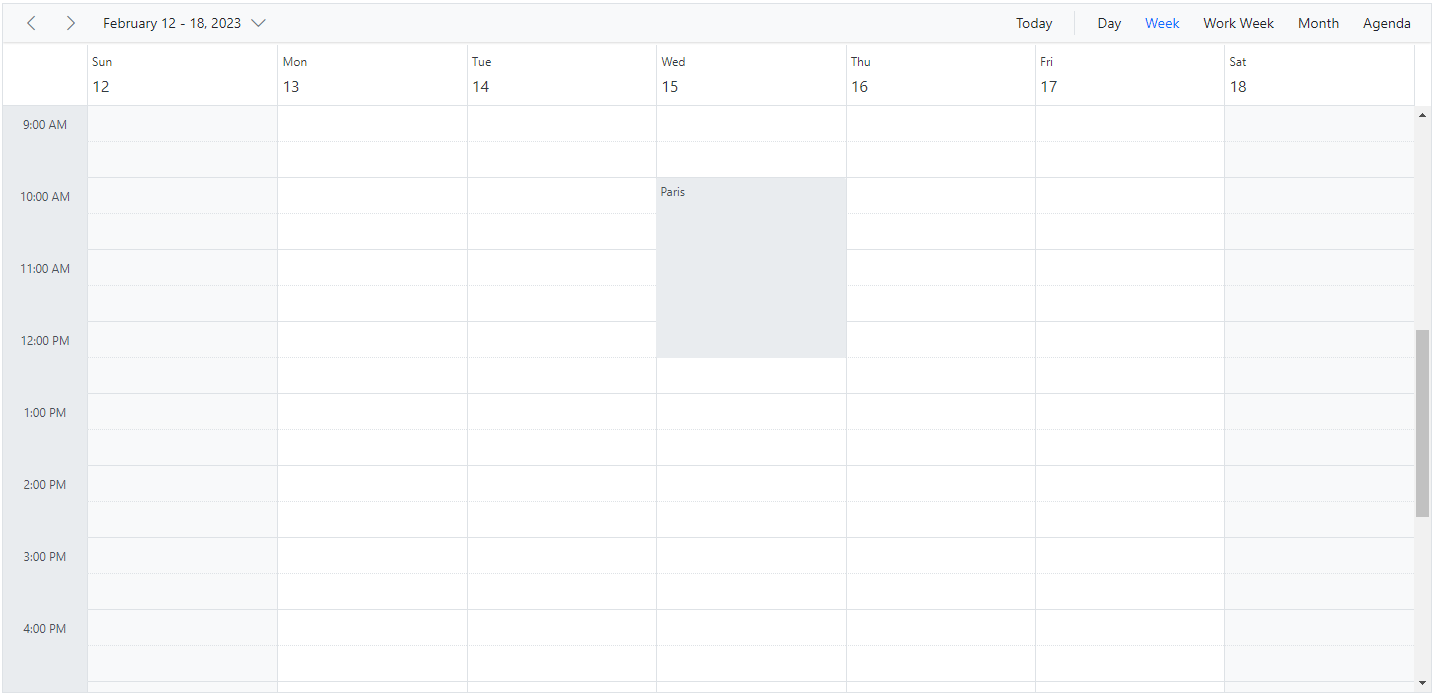 February 12 - 18, 2023 Today Day Week Work Week Month Agenda
Sun Mon Tue Wed Thu Fri Sat
12 13 14 15 16 17 18
9:00 AM
Paris
10:00 AM
11:00 AM
12:00 PM
1:00 PM
2:00 PM
3:00 PM
4:00 PM